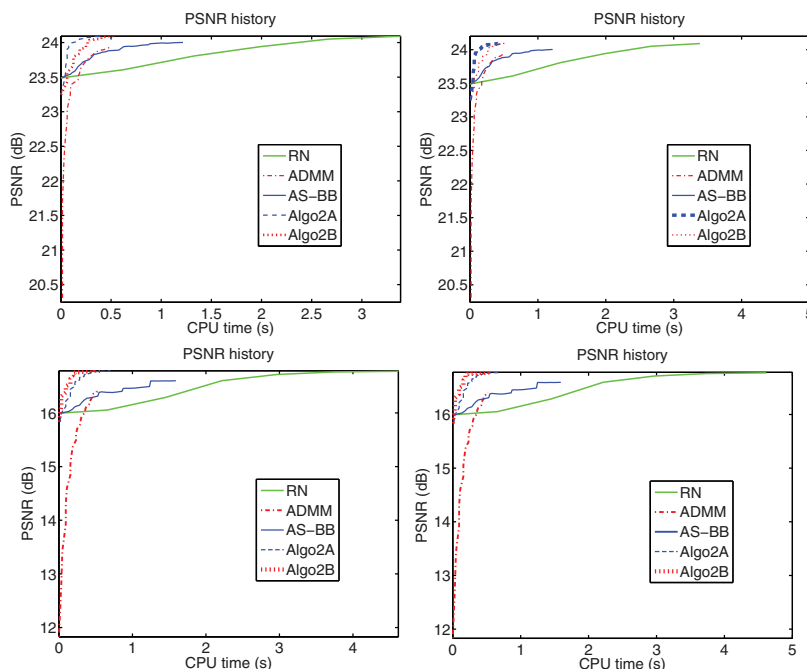 PSNR history
PSNR (dB)
24
23.5
23
22.5
22
21.5
21
20.5
RN
ADMM
AS−BB
Algo2A
Algo2B
0 0.5 1 1.5 2 2.5 3
CPU time (s)
PSNR history
PSNR (dB)
24
23.5
23
22.5
22
21.5
21
20.5
RN
ADMM
AS−BB
Algo2A
Algo2B
0 1 2 3 4 5
CPU time (s)
PSNR history
PSNR (dB)
16
15
14
13
12
RN
ADMM
AS−BB
Algo2A
Algo2B
0 1 2 3 4
CPU time (s)
PSNR history
PSNR (dB)
16
15
14
13
12
RN
ADMM
AS−BB
Algo2A
Algo2B
0 1 2 3 4 5
CPU time (s)